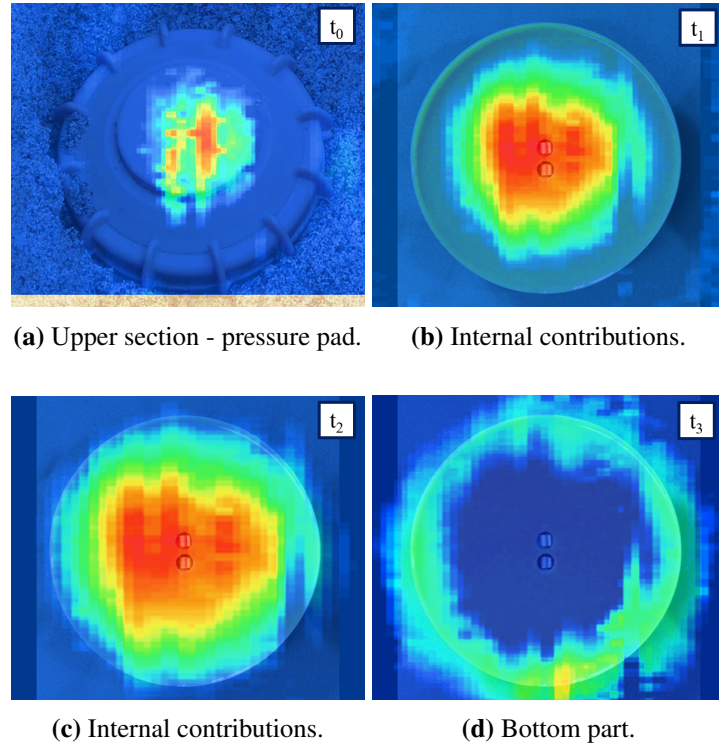 t₀
t₁
(a) Upper section - pressure pad.
(b) Internal contributions.
t₂
t₃
(c) Internal contributions.
(d) Bottom part.